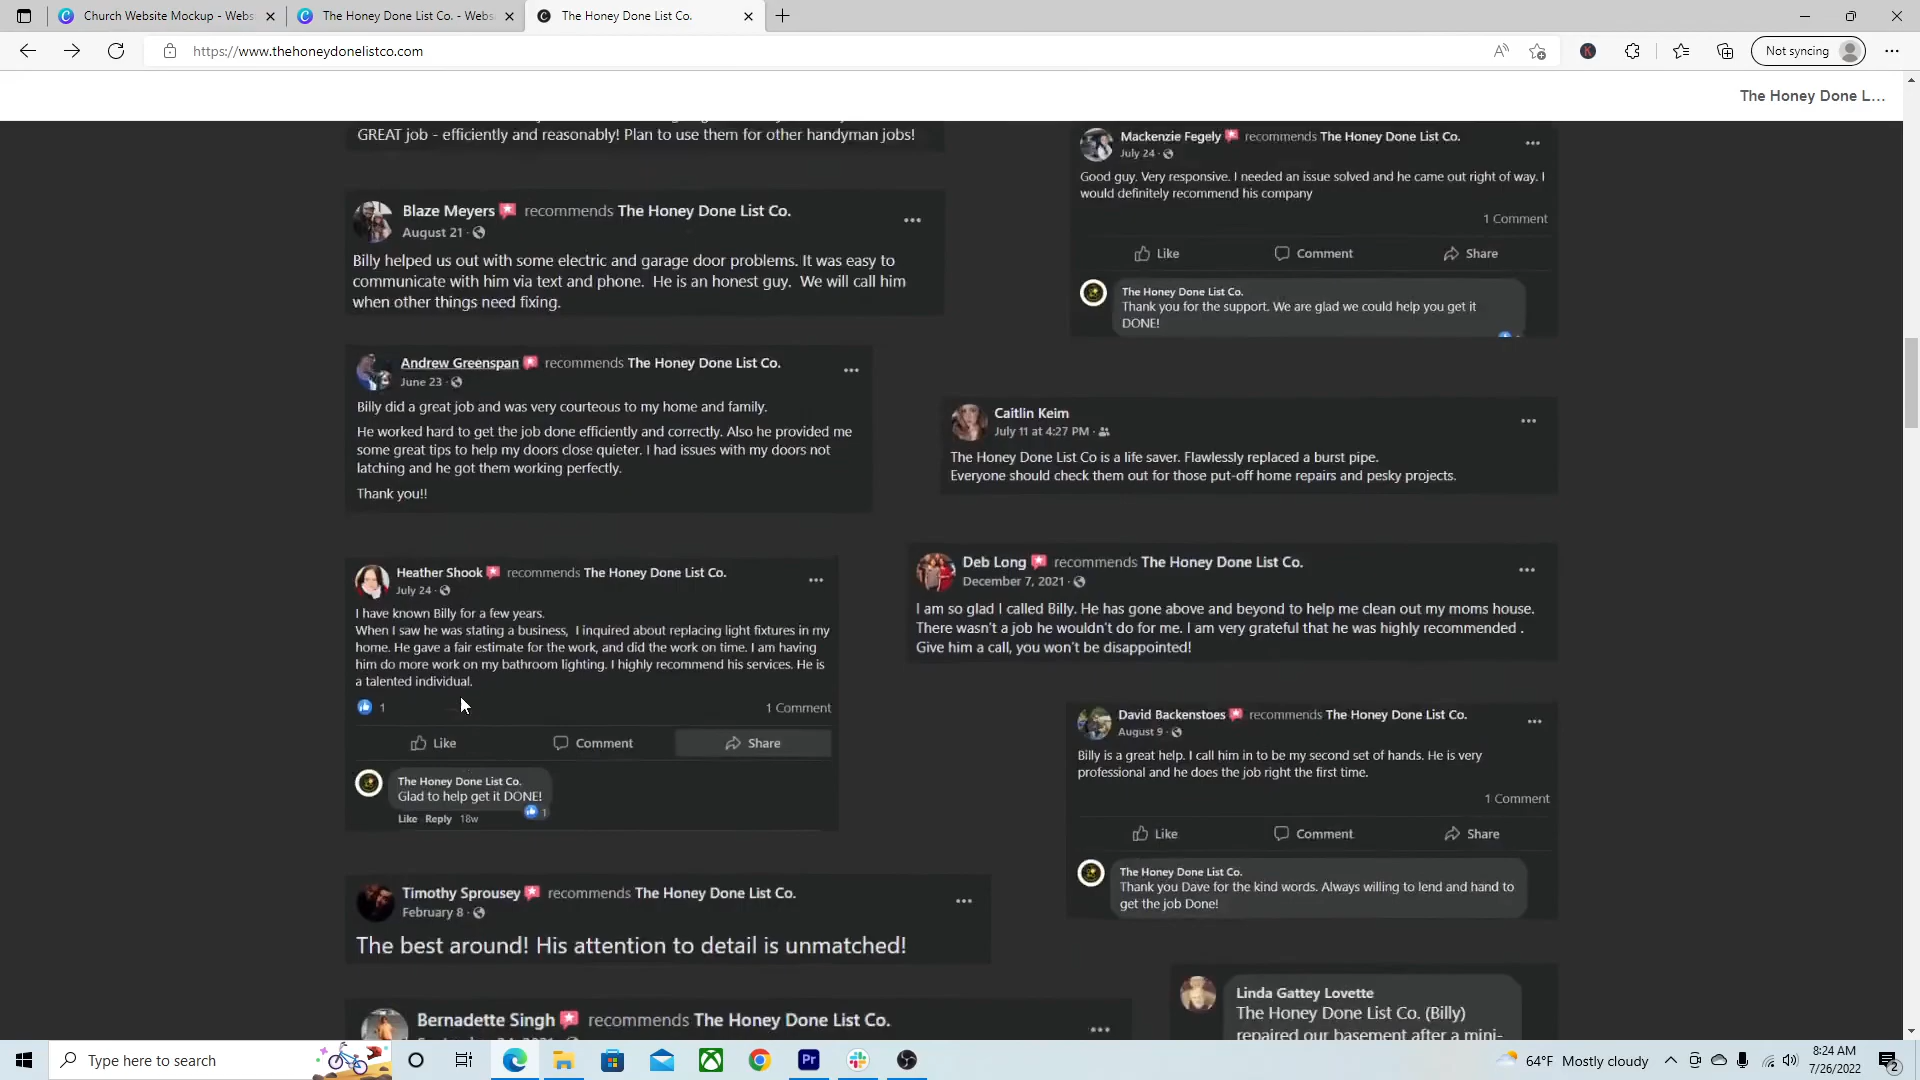 Church Website Mockup - Webs
The Honey Done List Co. - Webs
The Honey Done List Co.
https://www.thehoneydonelistco.com
Not syncing
The Honey Done L...
GREAT job - efficiently and reasonably! Plan to use them for other handyman jobs!
Blaze Meyers recommends The Honey Done List Co.
August 21 ·
Billy helped us out with some electric and garage door problems. It was easy to
communicate with him via text and phone. He is an honest guy. We will call him
when other things need fixing.
Andrew Greenspan recommends The Honey Done List Co.
June 23 ·
Billy did a great job and was very courteous to my home and family.
He worked hard to get the job done efficiently and correctly. Also he provided me
some great tips to help my doors close quieter. I had issues with my doors not
latching and he got them working perfectly.
Thank you!!
Heather Shook recommends The Honey Done List Co.
July 24 ·
I have known Billy for a few years.
When I saw he was stating a business, I inquired about replacing light fixtures in my
home. He gave a fair estimate for the work, and did the work on time. I am having
him do more work on my bathroom lighting. I highly recommend his services. He is
a talented individual.
1
1 Comment
Like Comment Share
The Honey Done List Co.
Glad to help get it DONE!
1
Like Reply 18w
Timothy Sprousey recommends The Honey Done List Co.
February 8 ·
The best around! His attention to detail is unmatched!
Bernadette Singh recommends The Honey Done List Co.
Mackenzie Fegely recommends The Honey Done List Co.
July 24 ·
Good guy. Very responsive. I needed an issue solved and he came out right of way. I
would definitely recommend his company
1 Comment
Like Comment Share
The Honey Done List Co.
Thank you for the support. We are glad we could help you get it
DONE!
Caitlin Keim
July 11 at 4:27 PM ·
The Honey Done List Co is a life saver. Flawlessly replaced a burst pipe.
Everyone should check them out for those put-off home repairs and pesky projects.
Deb Long recommends The Honey Done List Co.
December 7, 2021 ·
I am so glad I called Billy. He has gone above and beyond to help me clean out my moms house.
There wasn't a job he wouldn't do for me. I am very grateful that he was highly recommended .
Give him a call, you won't be disappointed!
David Backenstoes recommends The Honey Done List Co.
August 9 ·
Billy is a great help. I call him in to be my second set of hands. He is very
professional and he does the job right the first time.
1 Comment
Like Comment Share
The Honey Done List Co.
Thank you Dave for the kind words. Always willing to lend and hand to
get the job Done!
Linda Gattey Lovette
The Honey Done List Co. (Billy)
repaired our basement after a mini-
Type here to search
Pr
64°F Mostly cloudy
8:24 AM
7/26/2022
2